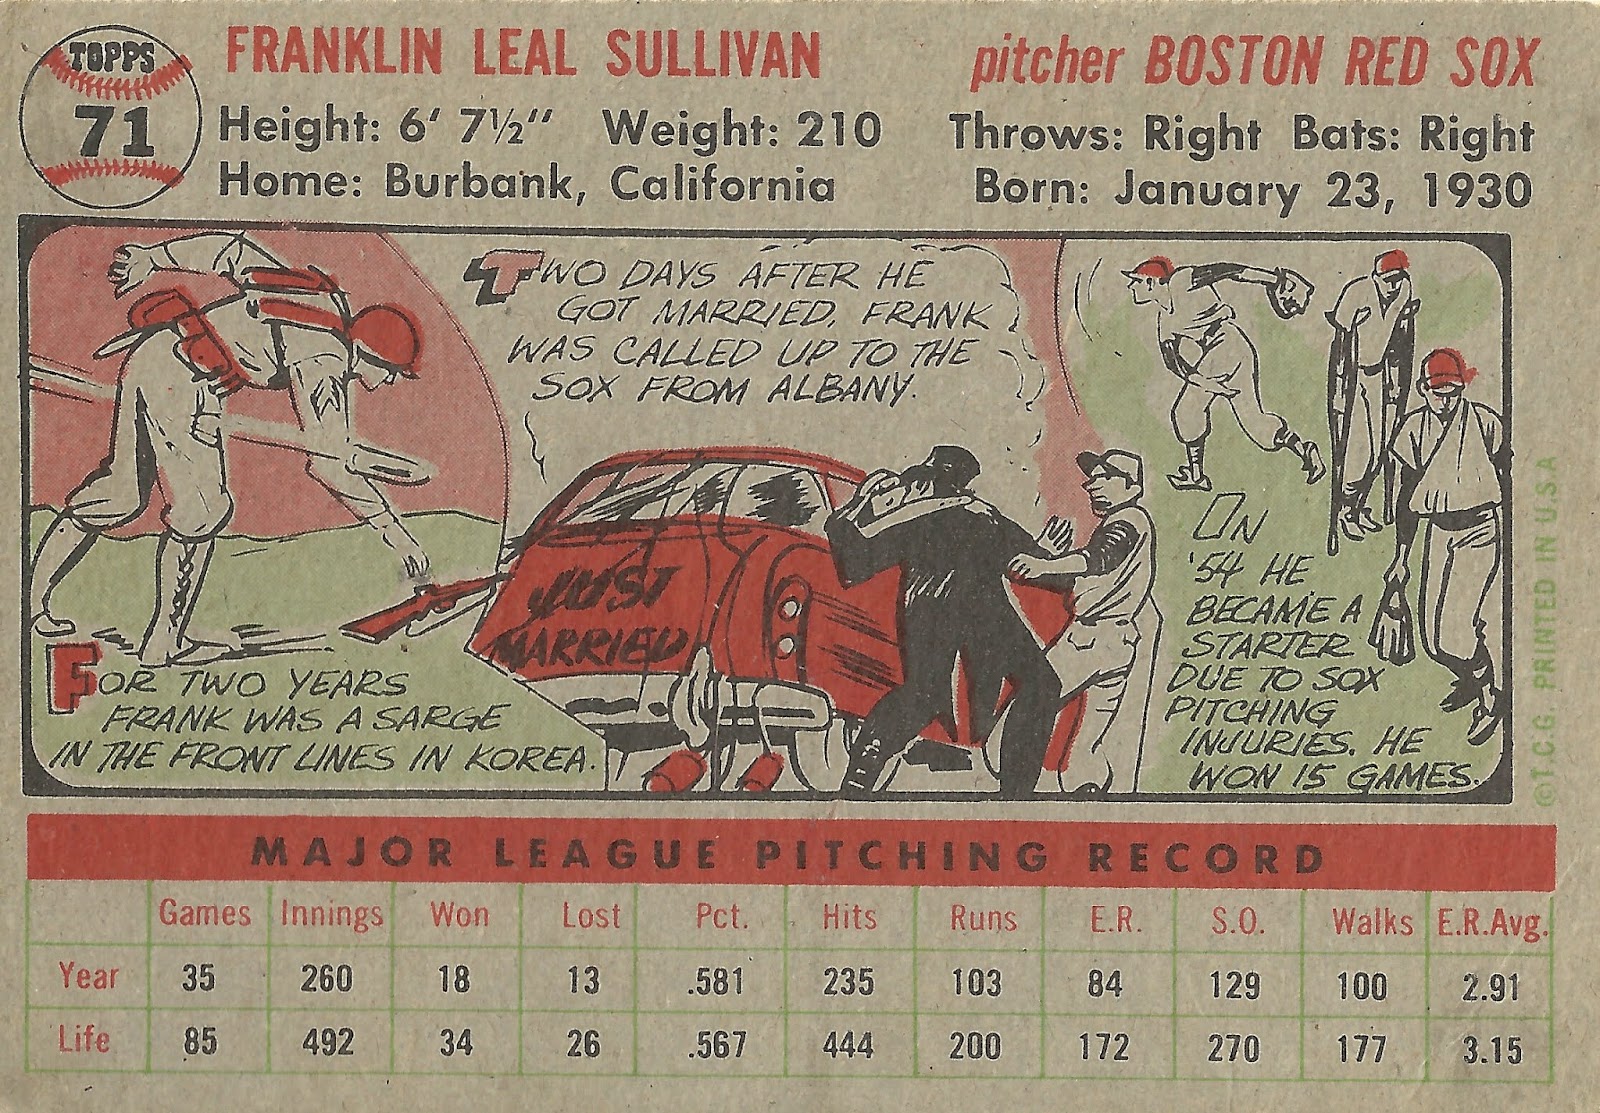 TOPPS
71
FRANKLIN LEAL SULLIVAN
pitcher BOSTON RED SOX
Height: 6' 7½" Weight: 210
Throws: Right Bats: Right
Home: Burbank, California
Born: January 23, 1930
FOR TWO YEARS
FRANK WAS A SARGE
IN THE FRONT LINES IN KOREA.
TWO DAYS AFTER HE
GOT MARRIED, FRANK
WAS CALLED UP TO THE
SOX FROM ALBANY.
JUST
MARRIED
IN
'54 HE
BECAME A
STARTER
DUE TO SOX
PITCHING
INJURIES. HE
WON 15 GAMES.
©T.C.G. PRINTED IN U.S.A
MAJOR LEAGUE PITCHING RECORD
Games Innings Won Lost Pct. Hits Runs E.R. S.O. Walks E.R.Avg.
Year 35 260 18 13 .581 235 103 84 129 100 2.91
Life 85 492 34 26 .567 444 200 172 270 177 3.15